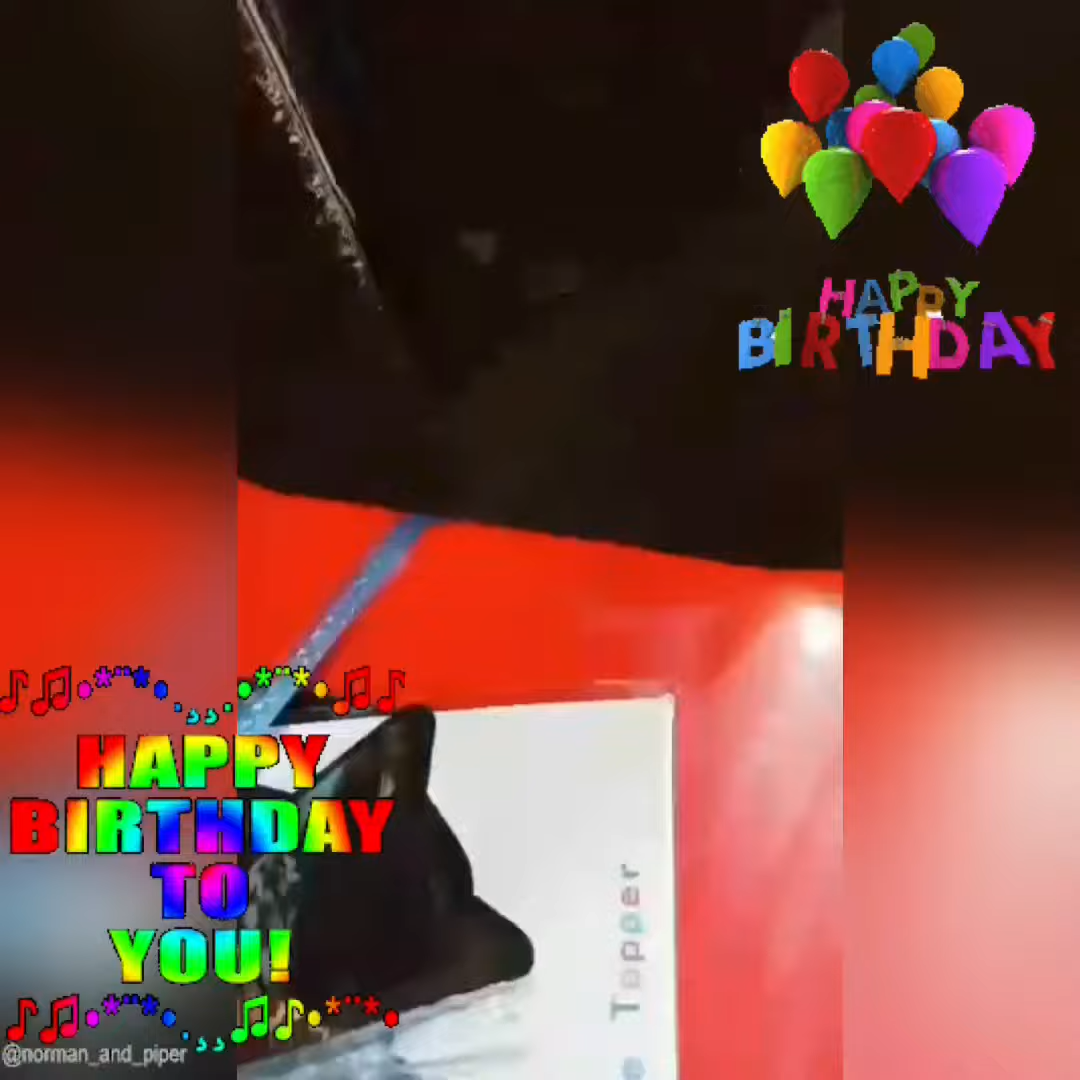 HAPPY
BIRTHDAY
HAPPY
BIRTHDAY
TO
YOU!
@norman_and_piper
Topper